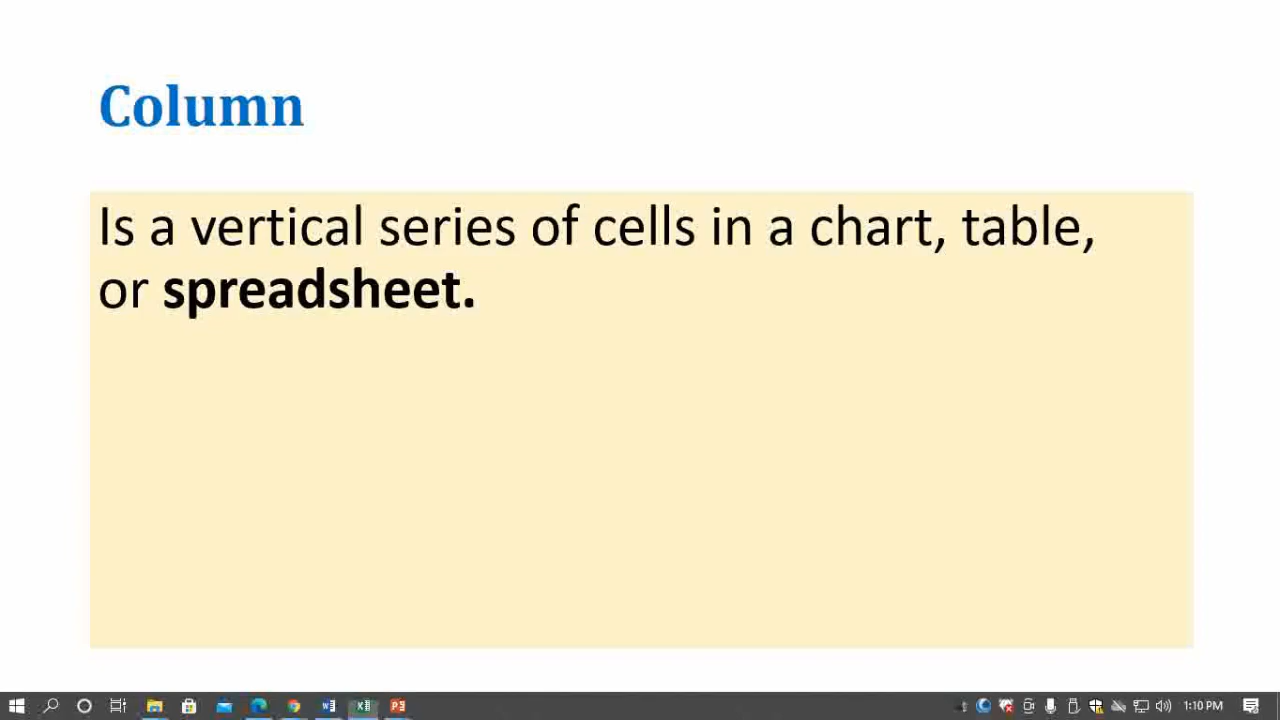 Column
Is a vertical series of cells in a chart, table,
or spreadsheet.
1:10 PM